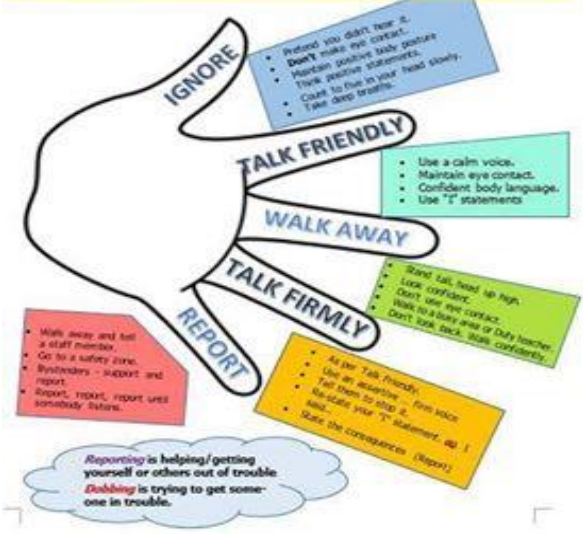 IGNORE
Pretend you didn't hear it.
Don't make eye contact.
Maintain positive body posture
Think positive statements.
Count to five in your head slowly.
Take deep breaths.
TALK FRIENDLY
Use a calm voice.
Maintain eye contact.
Confident body language.
Use "I" statements
WALK AWAY
Stand tall, head up high.
Look confident.
Don't use eye contact.
Walk to a busy area or Duty teacher.
Don't look back. Walk confidently.
TALK FIRMLY
As per Talk Friendly.
Use an assertive - firm voice
Tell them to stop it.
Re-state your "I" statement. I
said...
State the consequences (Report)
REPORT
Walk away and tell
a staff member.
Go to a safety zone.
Bystanders - support and
report.
Report, report, report until
somebody listens.
Reporting is helping/getting
yourself or others out of trouble
Dobbing is trying to get some-
one in trouble.